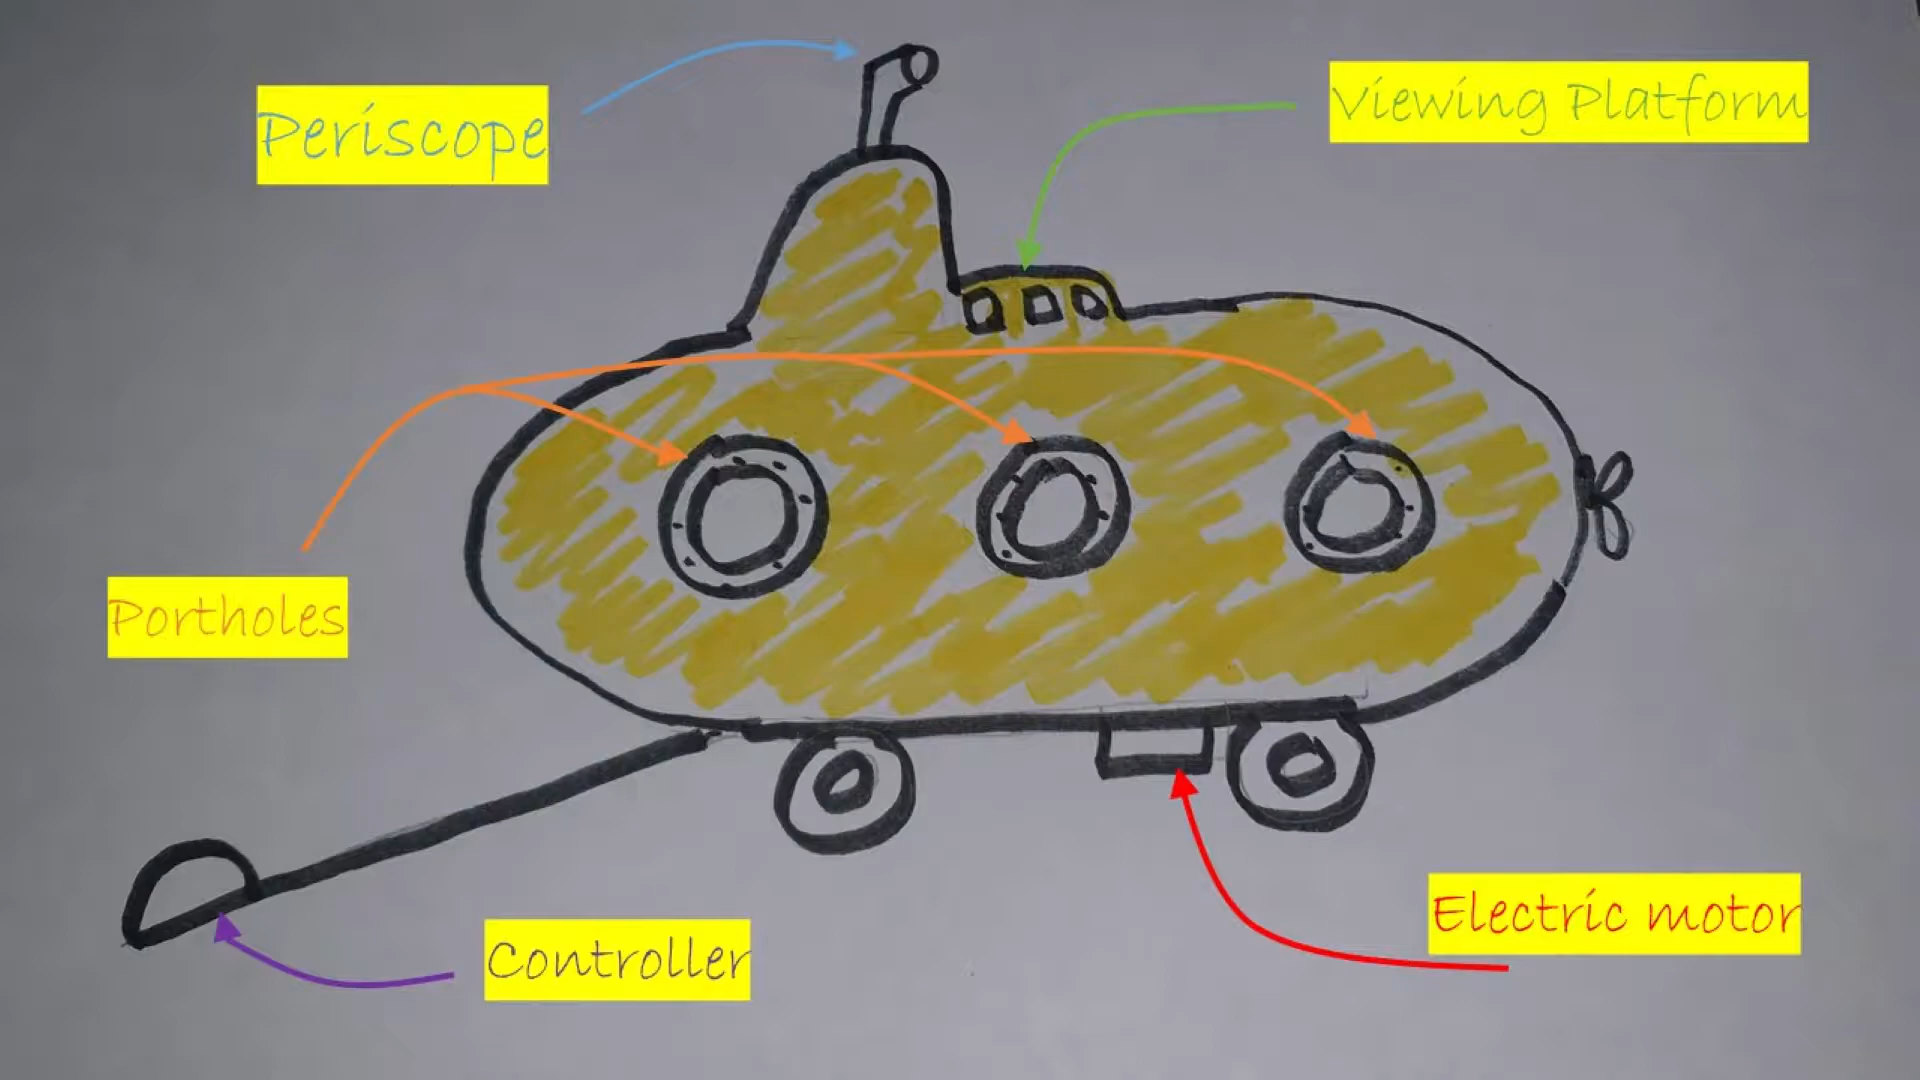 Periscope
Viewing Platform
Portholes
Controller
Electric motor